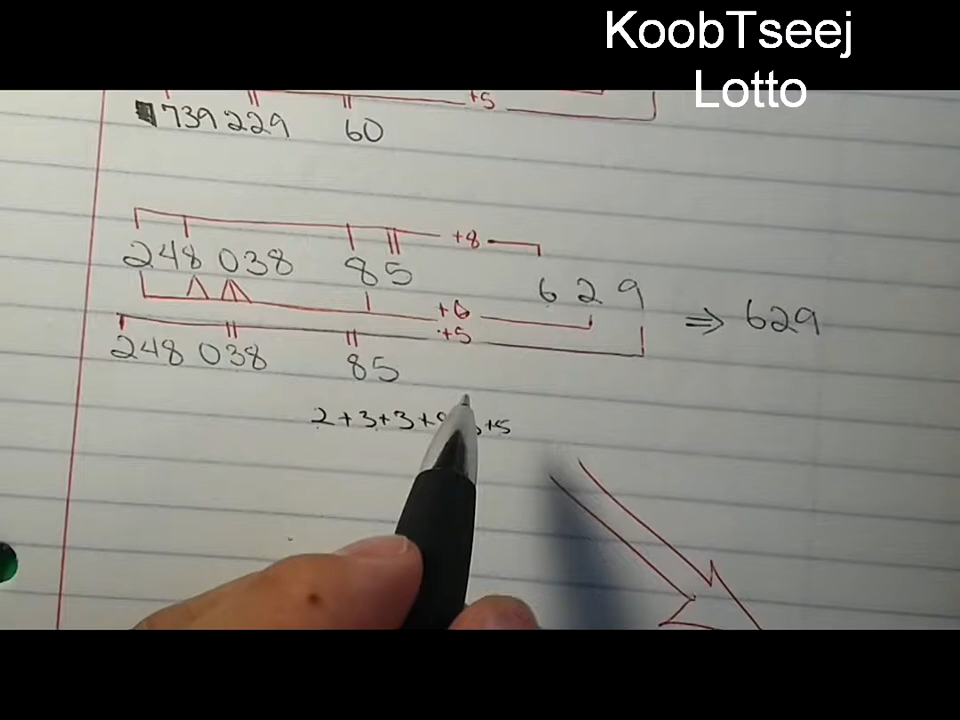 KoobTseej
Lotto
+5
739 229 60
+8
248 038 85 629
+6
⇒ 629
+5
248 038 85
2+3+3+8 +5